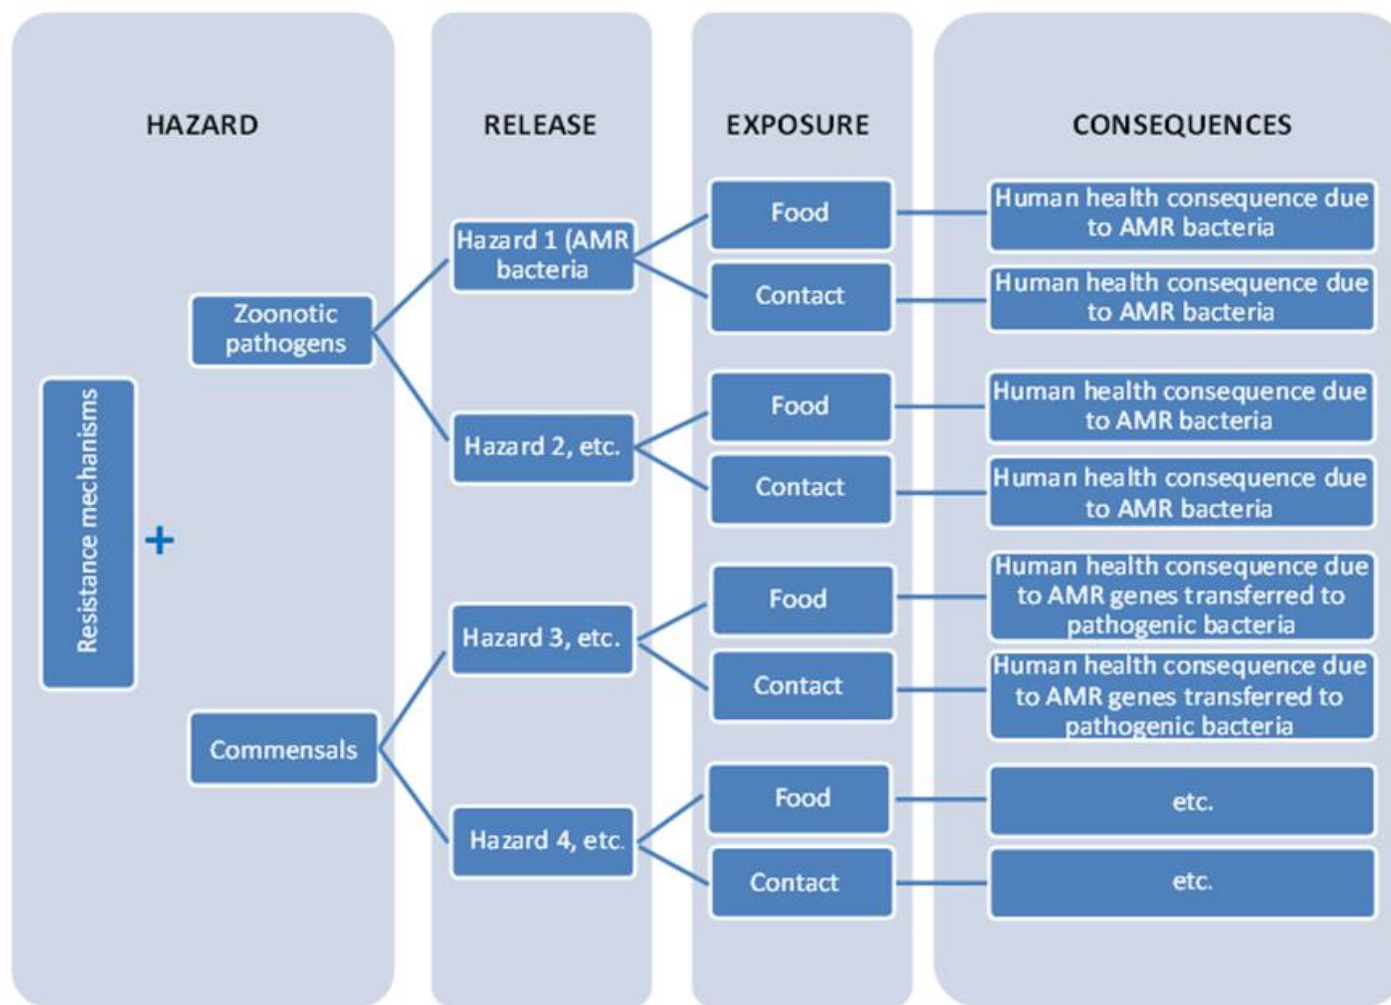 HAZARD
RELEASE
EXPOSURE
CONSEQUENCES
Resistance mechanisms
+
Zoonotic
pathogens
Commensals
Hazard 1 (AMR
bacteria
Hazard 2, etc.
Hazard 3, etc.
Hazard 4, etc.
Food
Contact
Food
Contact
Food
Contact
Food
Contact
Human health consequence due
to AMR bacteria
Human health consequence due
to AMR bacteria
Human health consequence due
to AMR bacteria
Human health consequence due
to AMR bacteria
Human health consequence due
to AMR genes transferred to
pathogenic bacteria
Human health consequence due
to AMR genes transferred to
pathogenic bacteria
etc.
etc.